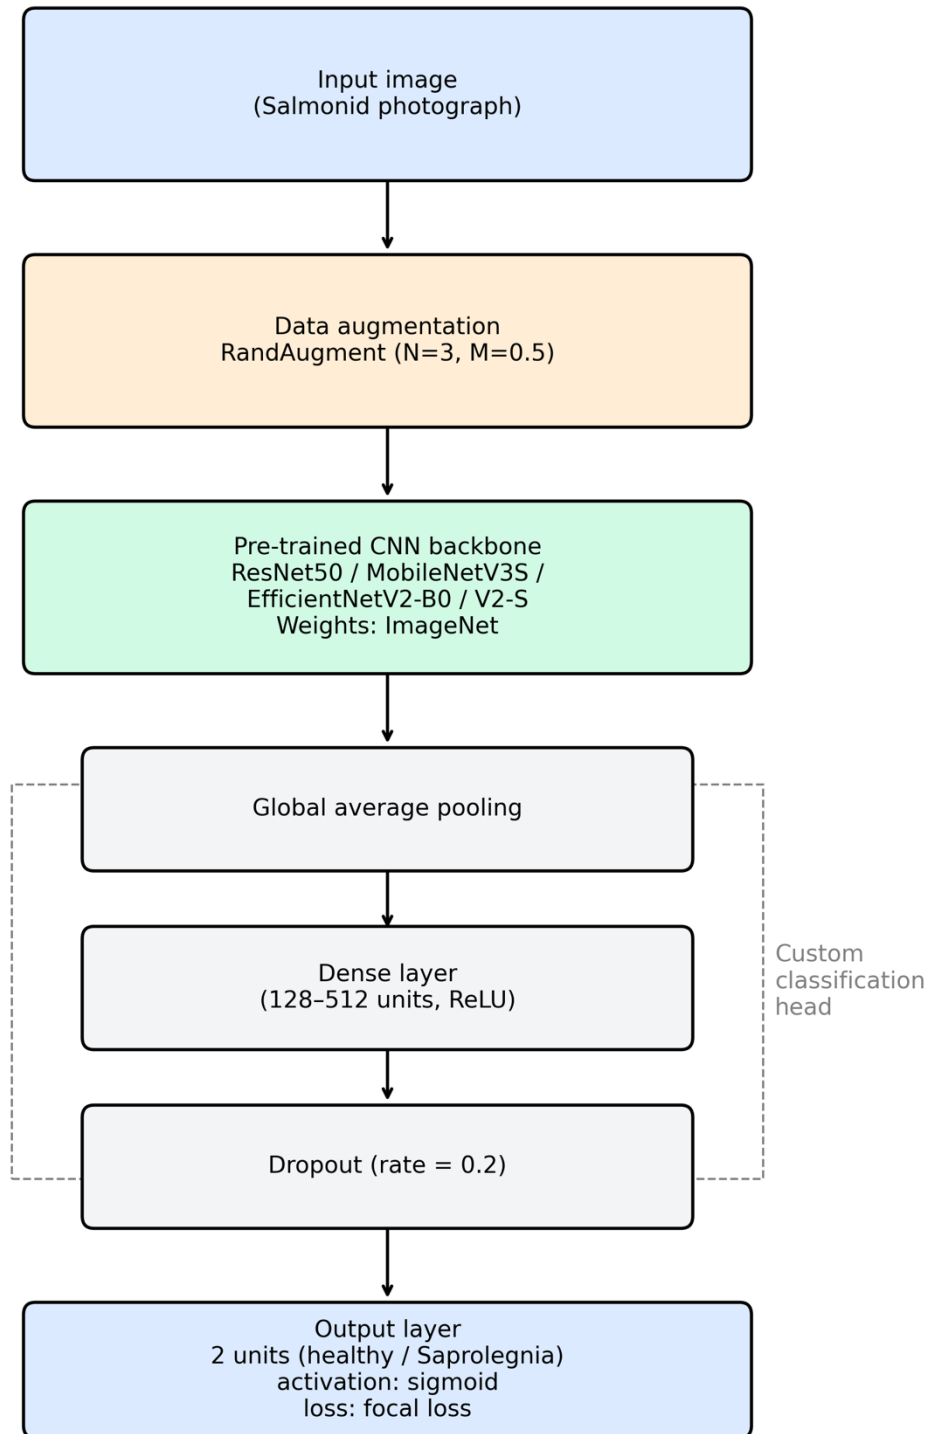 Input image
(Salmonid photograph)
Data augmentation
RandAugment (N=3, M=0.5)
Pre-trained CNN backbone
ResNet50 / MobileNetV3S /
EfficientNetV2-B0 / V2-S
Weights: ImageNet
Global average pooling
Dense layer
(128–512 units, ReLU)
Custom
classification
head
Dropout (rate = 0.2)
Output layer
2 units (healthy / Saprolegnia)
activation: sigmoid
loss: focal loss